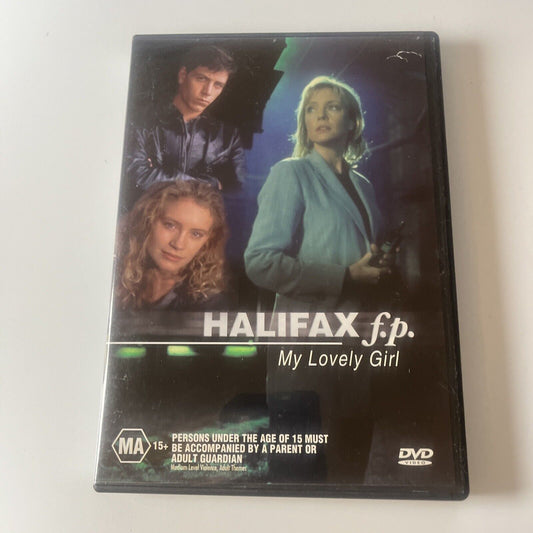 HALIFAX f.p.
My Lovely Girl
MA 15+
PERSONS UNDER THE AGE OF 15 MUST
BE ACCOMPANIED BY A PARENT OR
ADULT GUARDIAN
Medium Level Violence, Adult Themes
DVD
VIDEO